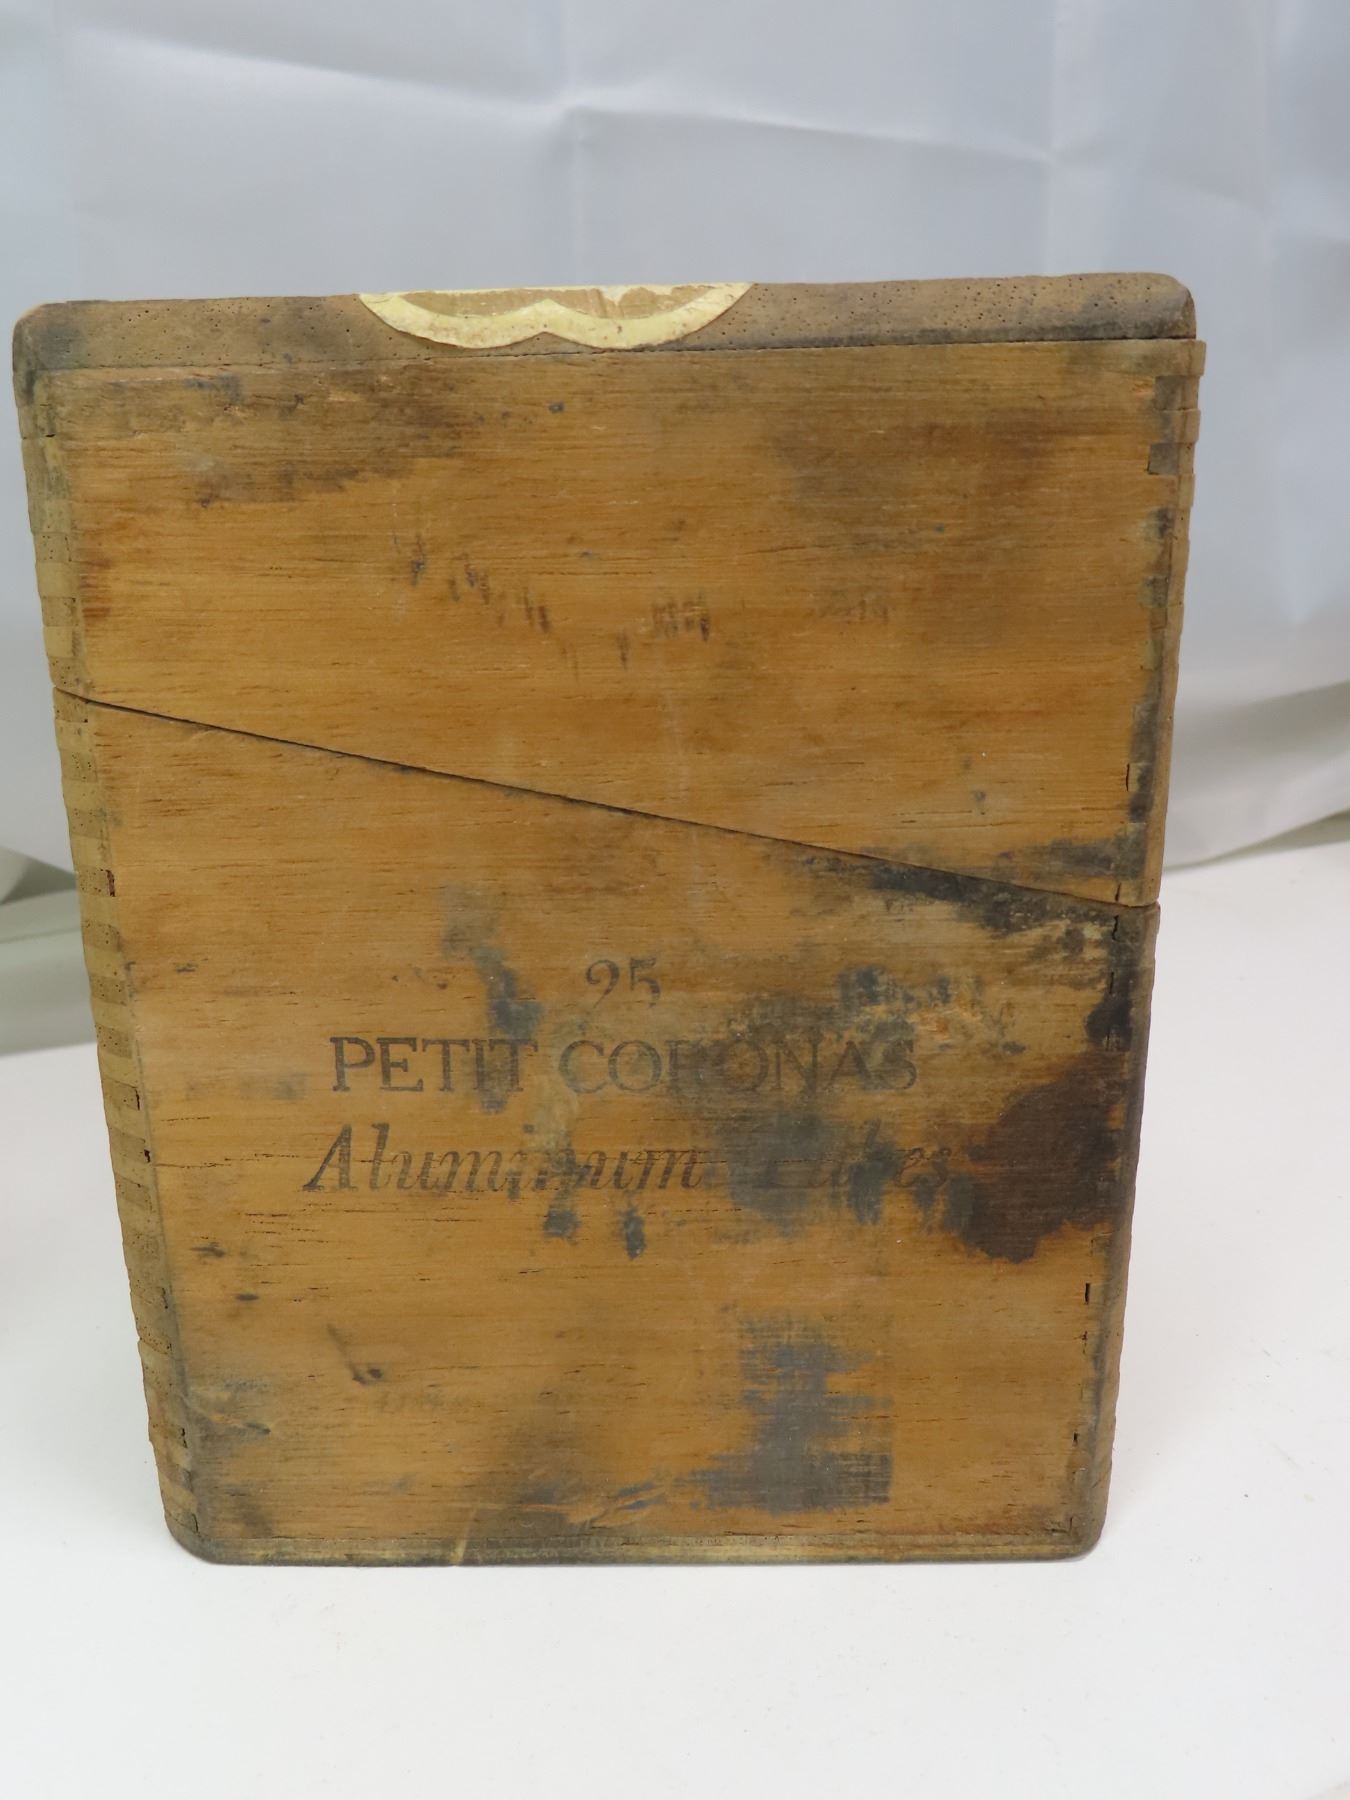 25
PETIT CORONAS
Aluminum Tubes